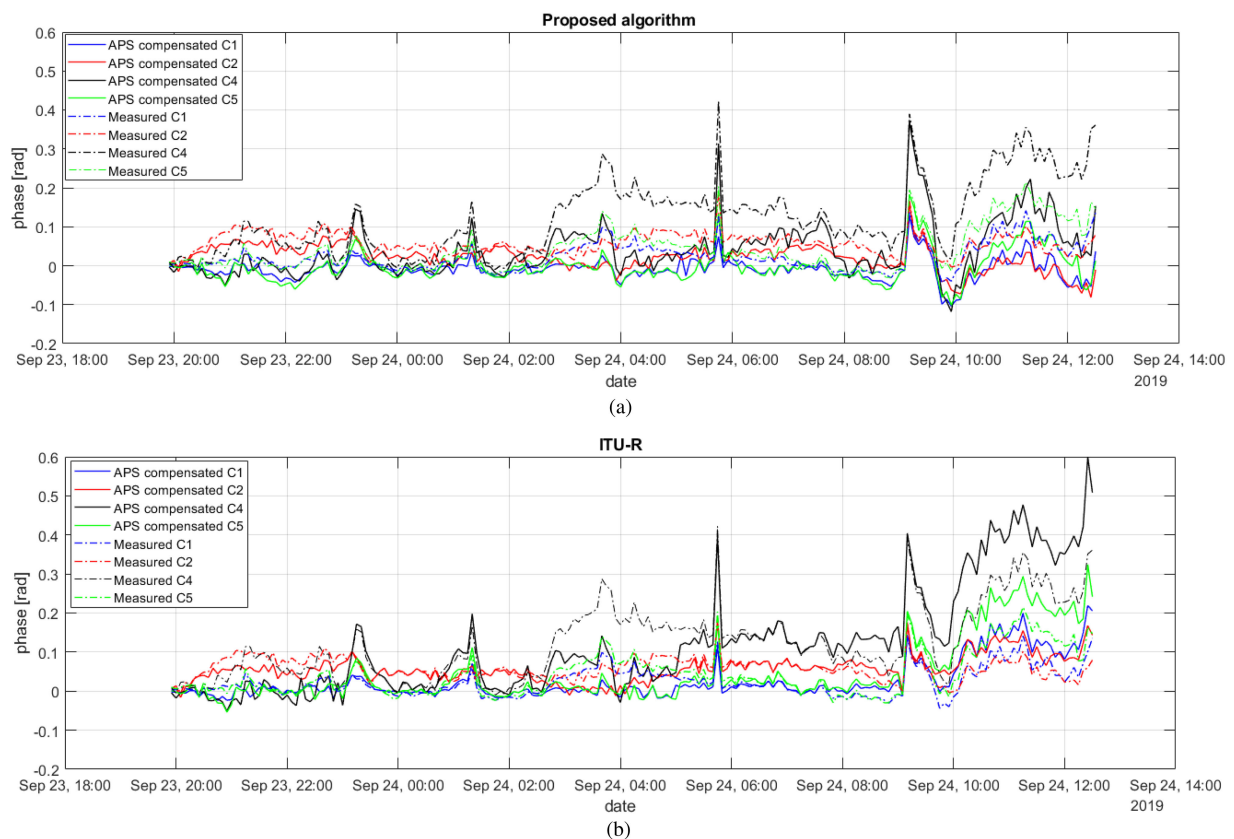 Proposed algorithm
0.6
0.5
0.4
0.3
0.2
0.1
0
-0.1
-0.2
phase [rad]
APS compensated C1
APS compensated C2
APS compensated C4
APS compensated C5
Measured C1
Measured C2
Measured C4
Measured C5
Sep 23, 18:00 Sep 23, 20:00 Sep 23, 22:00 Sep 24, 00:00 Sep 24, 02:00 Sep 24, 04:00 Sep 24, 06:00 Sep 24, 08:00 Sep 24, 10:00 Sep 24, 12:00 Sep 24, 14:00
date
2019
(a)
ITU-R
0.6
0.5
0.4
0.3
0.2
0.1
0
-0.1
-0.2
phase [rad]
APS compensated C1
APS compensated C2
APS compensated C4
APS compensated C5
Measured C1
Measured C2
Measured C4
Measured C5
Sep 23, 18:00 Sep 23, 20:00 Sep 23, 22:00 Sep 24, 00:00 Sep 24, 02:00 Sep 24, 04:00 Sep 24, 06:00 Sep 24, 08:00 Sep 24, 10:00 Sep 24, 12:00 Sep 24, 14:00
date
2019
(b)